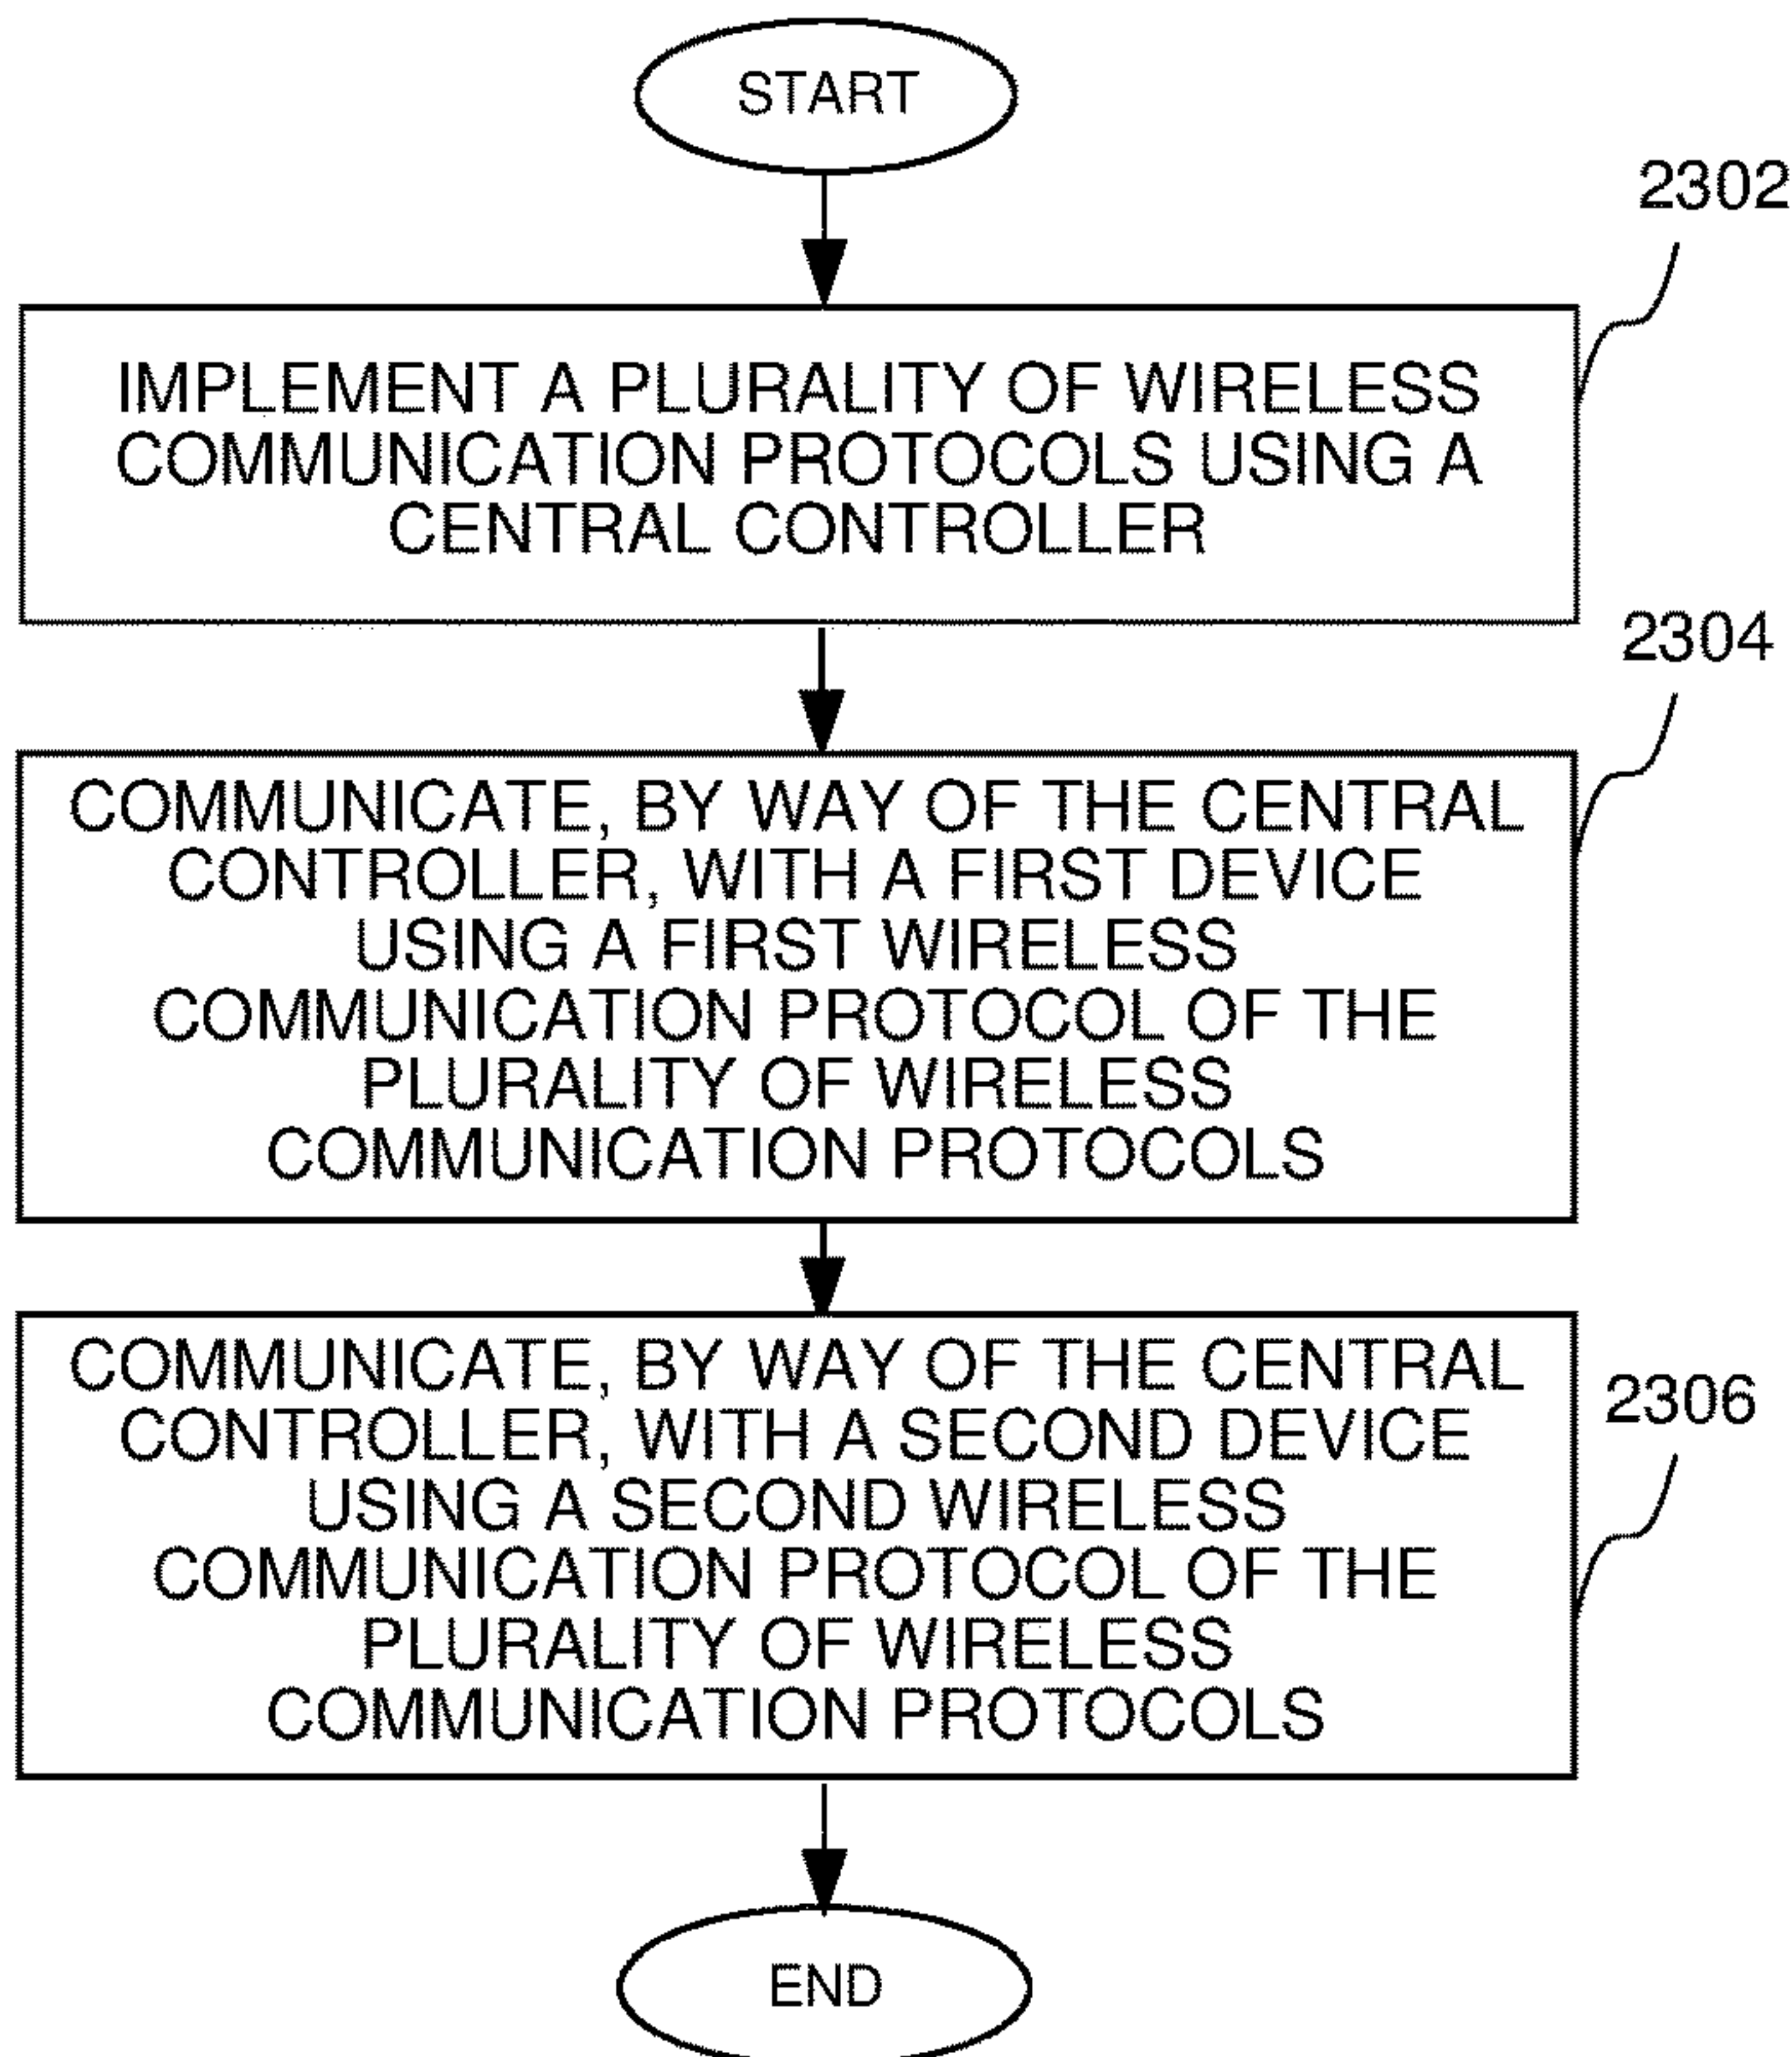 START
2302
IMPLEMENT A PLURALITY OF WIRELESS
COMMUNICATION PROTOCOLS USING A
CENTRAL CONTROLLER
2304
COMMUNICATE, BY WAY OF THE CENTRAL
CONTROLLER, WITH A FIRST DEVICE
USING A FIRST WIRELESS
COMMUNICATION PROTOCOL OF THE
PLURALITY OF WIRELESS
COMMUNICATION PROTOCOLS
2306
COMMUNICATE, BY WAY OF THE CENTRAL
CONTROLLER, WITH A SECOND DEVICE
USING A SECOND WIRELESS
COMMUNICATION PROTOCOL OF THE
PLURALITY OF WIRELESS
COMMUNICATION PROTOCOLS
END